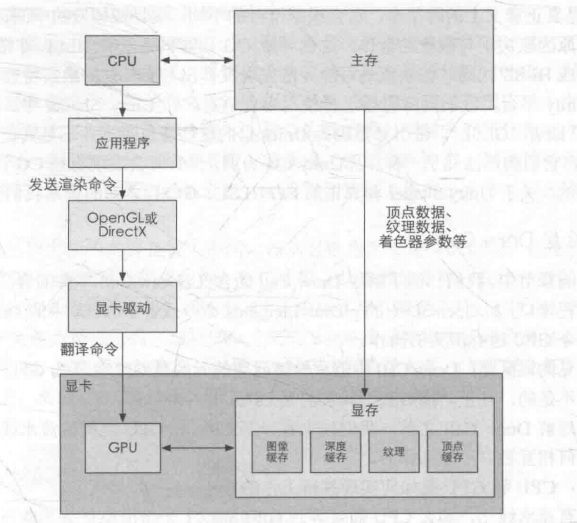 CPU
主存
应用程序
发送渲染命令
OpenGL或
DirectX
顶点数据、
纹理数据、
着色器参数等
显卡驱动
翻译命令
显卡
显存
GPU
图像
缓存
深度
缓存
纹理
顶点
缓存